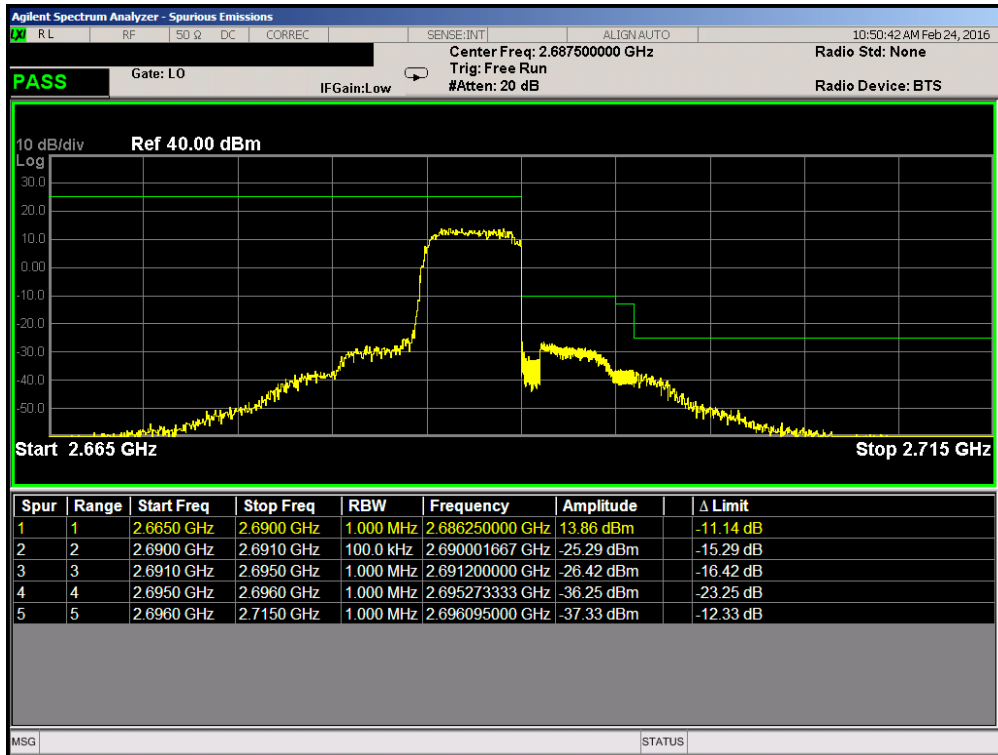 Agilent Spectrum Analyzer - Spurious Emissions
LXI RL RF 50 Ω DC CORREC SENSE:INT ALIGN AUTO 10:50:42 AM Feb 24, 2016
Center Freq: 2.687500000 GHz Radio Std: None
Trig: Free Run
PASS Gate: LO IFGain:Low #Atten: 20 dB Radio Device: BTS
10 dB/div Ref 40.00 dBm
Log
30.0
20.0
10.0
0.00
-10.0
-20.0
-30.0
-40.0
-50.0
Start 2.665 GHz Stop 2.715 GHz
Spur Range Start Freq Stop Freq RBW Frequency Amplitude Δ Limit
1 1 2.6650 GHz 2.6900 GHz 1.000 MHz 2.686250000 GHz 13.86 dBm -11.14 dB
2 2 2.6900 GHz 2.6910 GHz 100.0 kHz 2.690001667 GHz -25.29 dBm -15.29 dB
3 3 2.6910 GHz 2.6950 GHz 1.000 MHz 2.691200000 GHz -26.42 dBm -16.42 dB
4 4 2.6950 GHz 2.6960 GHz 1.000 MHz 2.695273333 GHz -36.25 dBm -23.25 dB
5 5 2.6960 GHz 2.7150 GHz 1.000 MHz 2.696095000 GHz -37.33 dBm -12.33 dB
MSG STATUS